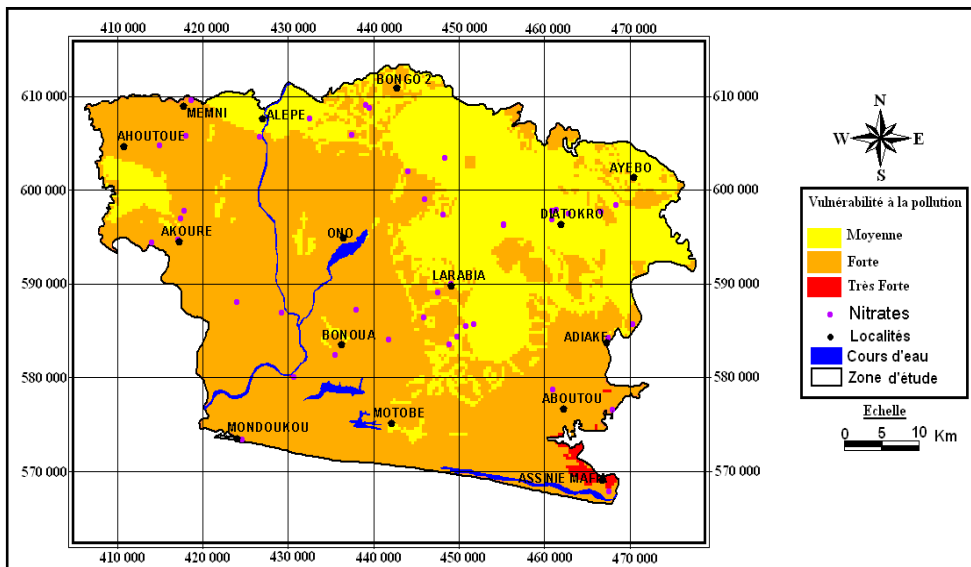 410 000 420 000 430 000 440 000 450 000 460 000 470 000
610 000 610 000
600 000 600 000
590 000 590 000
580 000 580 000
570 000 570 000
410 000 420 000 430 000 440 000 450 000 460 000 470 000
BONGO 2
MEMNI
ALEPE
AHOUTOUE
AYEBO
DIATOKRO
AKOURE
ONO
LARABIA
BONOUA
ADIAKE
ABOUTOU
MOTOBE
MONDOUKOU
ASSINIE MAFIA
N
W E
S
Vulnérabilité à la pollution
Moyenne
Forte
Très Forte
Nitrates
Localités
Cours d'eau
Zone d'étude
Echelle
0 5 10 Km